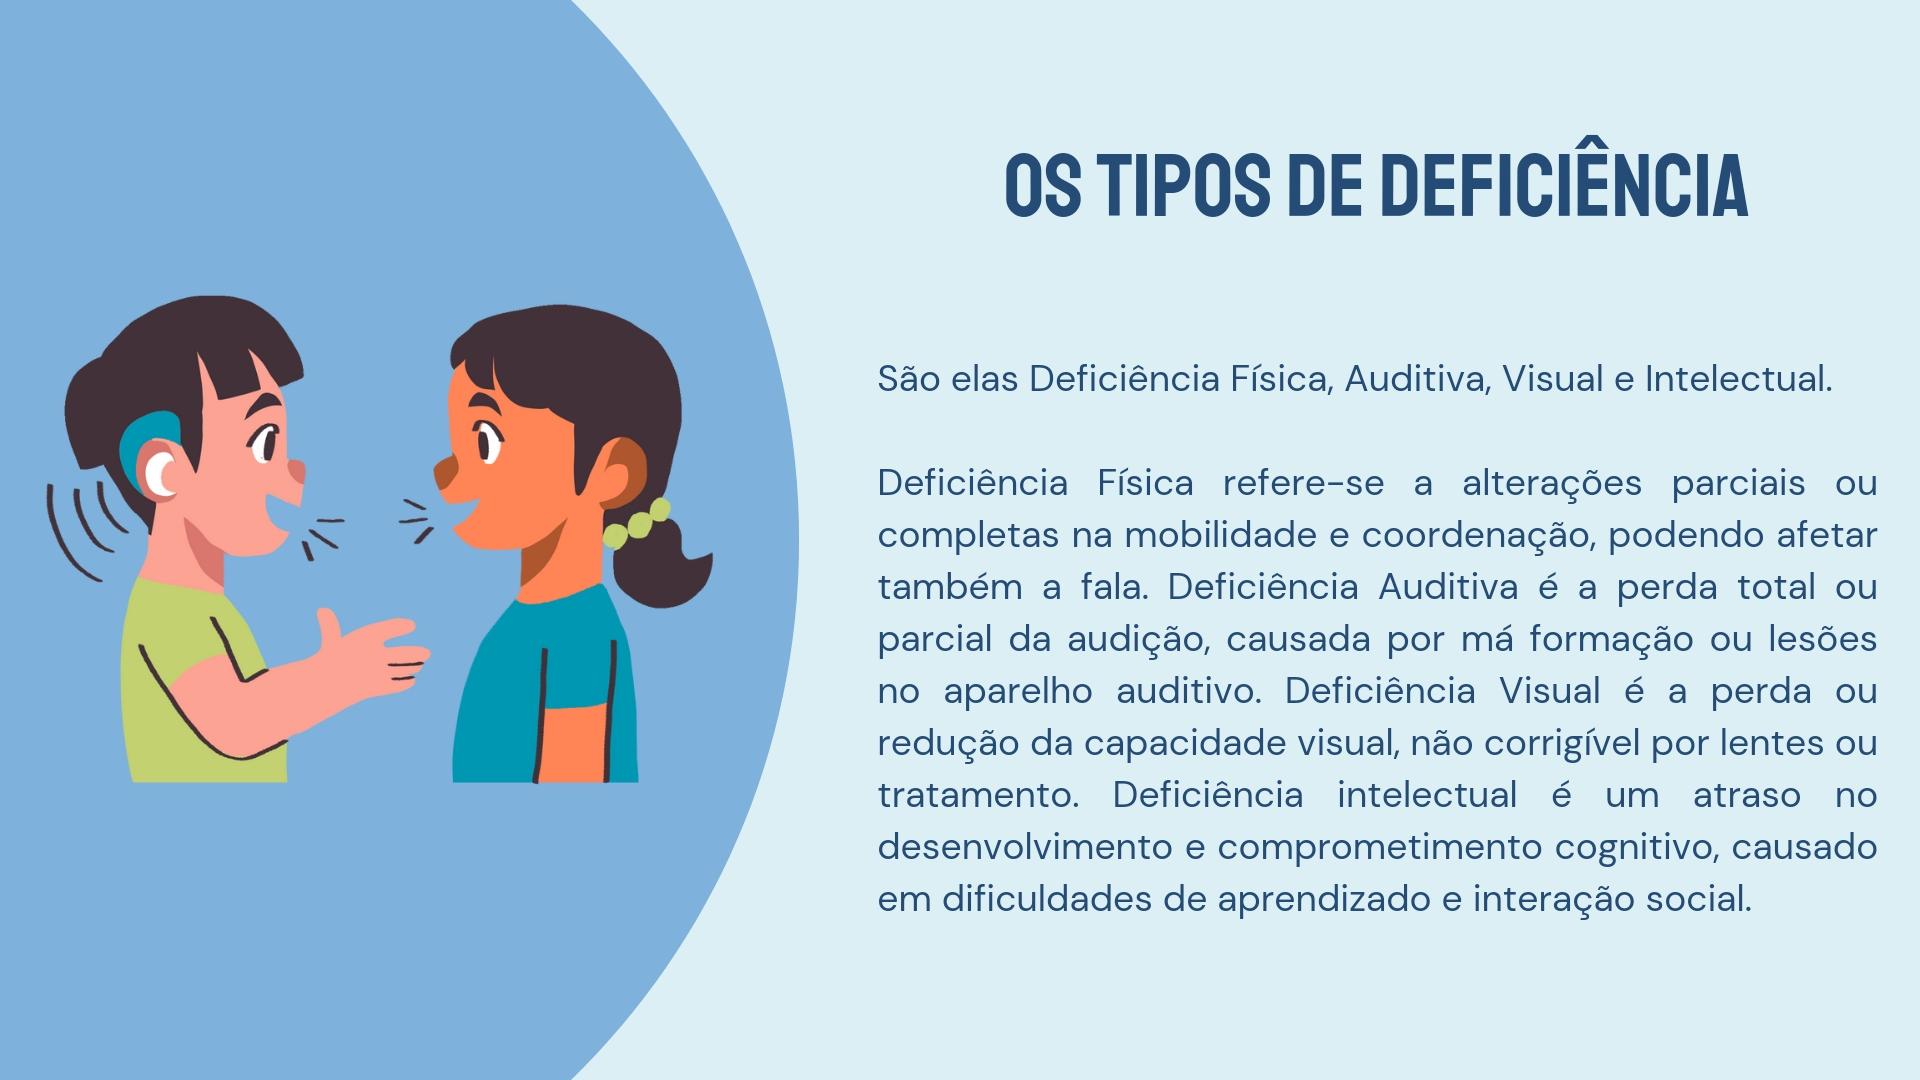 OS TIPOS DE DEFICIÊNCIA
São elas Deficiência Física, Auditiva, Visual e Intelectual.
Deficiência Física refere-se a alterações parciais ou
completas na mobilidade e coordenação, podendo afetar
também a fala. Deficiência Auditiva é a perda total ou
parcial da audição, causada por má formação ou lesões
no aparelho auditivo. Deficiência Visual é a perda ou
redução da capacidade visual, não corrigível por lentes ou
tratamento. Deficiência intelectual é um atraso no
desenvolvimento e comprometimento cognitivo, causado
em dificuldades de aprendizado e interação social.